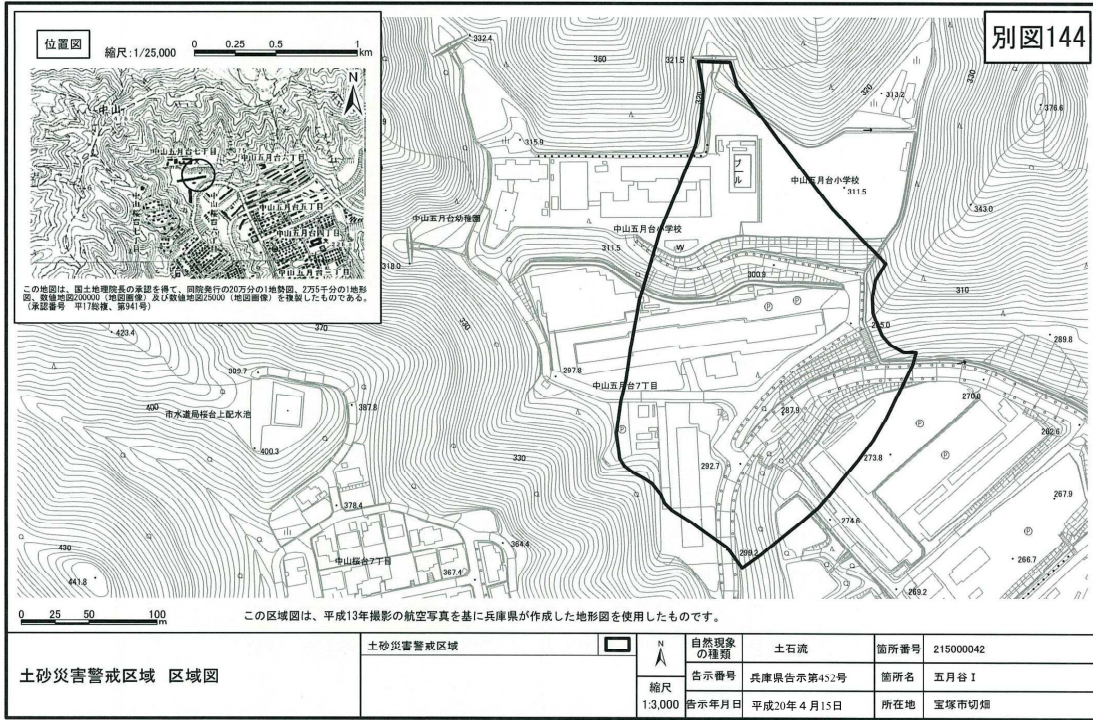 別図144
位置図
縮尺:1/25,000
0 0.25 0.5 1
km
N
中山
中山五月台七丁目
中山五月台六丁目
中山五月台五丁目
中山桜台七丁目
この地図は、国土地理院長の承認を得て、同院発行の20万分の1地勢図、2万5千分の1地形
図、数値地図200000(地図画像)及び数値地図25000(地図画像)を複製したものである。
(承認番号 平17総複、第941号)
332.4
350
321.5
320
330
320
313.2
376.6
315.9
プール
中山五月台小学校
311.5
343.0
中山五月台幼稚園
中山五月台小学校
W
318.0
311.5
300.9
310
370
330
P
P
289.8
423.4
309.7
297.8
中山五月台7丁目
270.0
400
387.8
市水道局桜台上配水池
287.9
P
P
262.6
400.3
330
292.7
273.8
P
267.9
378.4
274.6
P
430
中山桜台7丁目
364.4
299.2
266.7
441.8
367.4
269.2
0 25 50 100
m
この区域図は、平成13年撮影の航空写真を基に兵庫県が作成した地形図を使用したものです。
土砂災害警戒区域 区域図
土砂災害警戒区域
N
縮尺
1:3,000
自然現象の種類
土石流
箇所番号
215000042
告示番号
兵庫県告示第452号
箇所名
五月谷Ⅰ
告示年月日
平成20年4月15日
所在地
宝塚市切畑